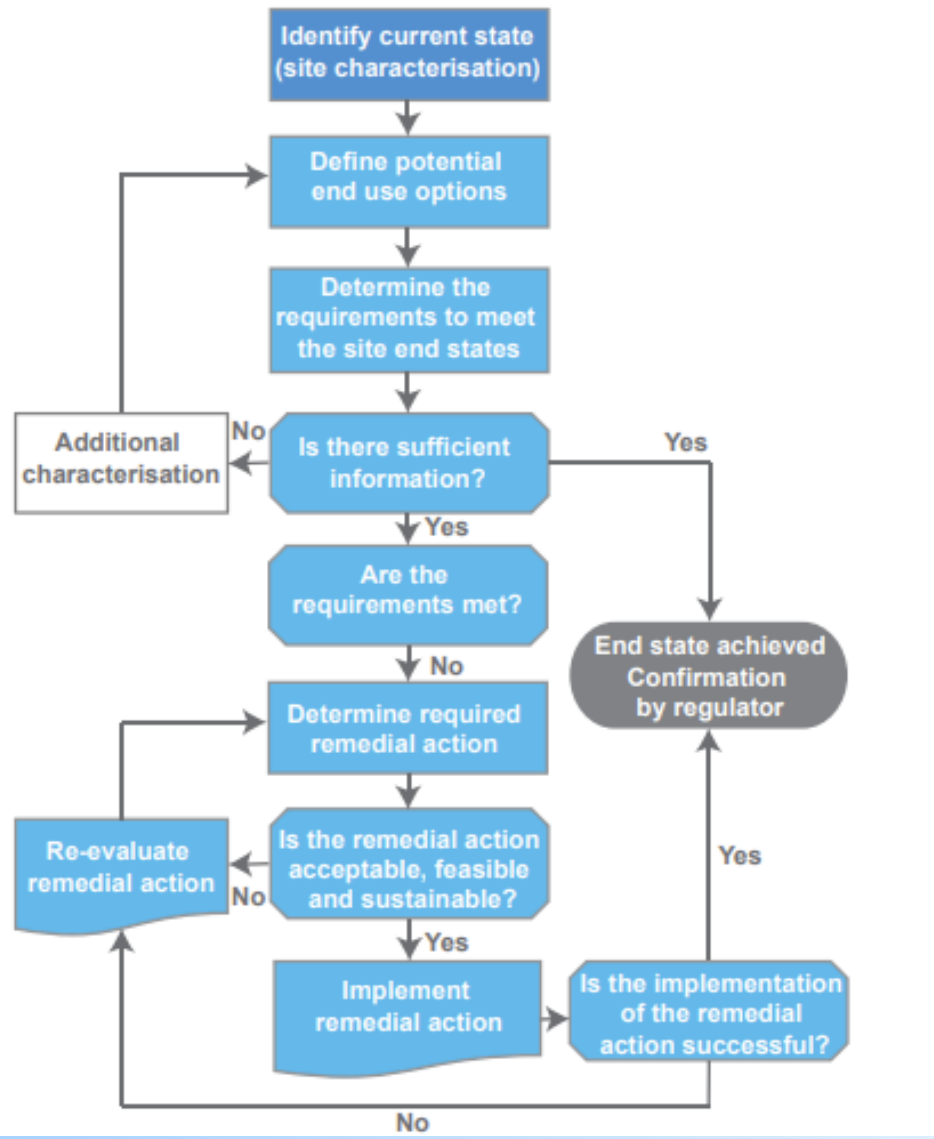 Identify current state
(site characterisation)
Define potential
end use options
Determine the
requirements to meet
the site end states
Additional
characterisation
No
Is there sufficient
information?
Yes
Yes
Are the
requirements met?
No
End state achieved
Confirmation
by regulator
Determine required
remedial action
Re-evaluate
remedial action
No
Is the remedial action
acceptable, feasible
and sustainable?
Yes
Yes
Implement
remedial action
Is the implementation
of the remedial
action successful?
No